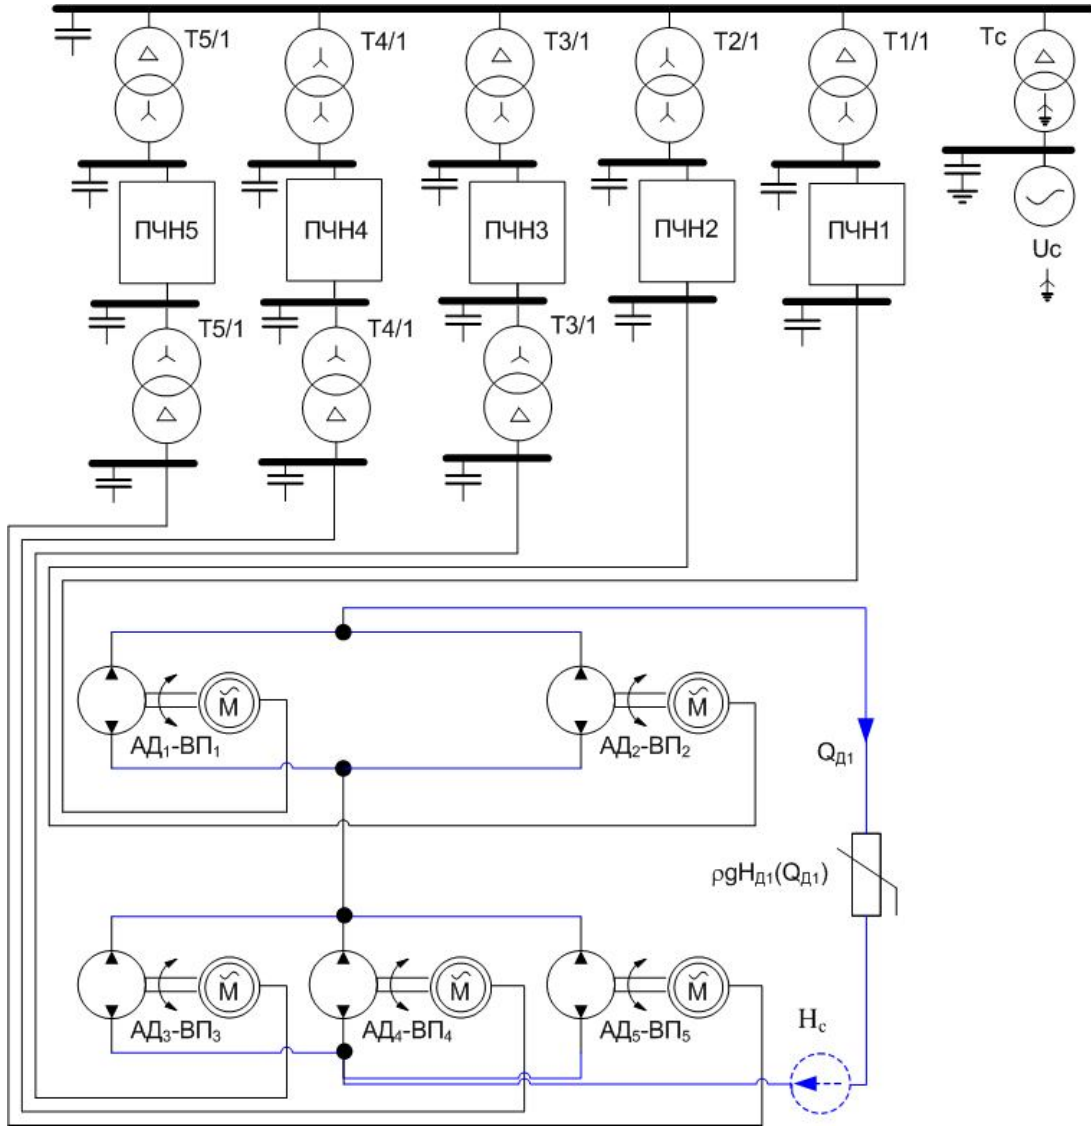 T5/1
T4/1
T3/1
T2/1
T1/1
Tc
ПЧН5
ПЧН4
ПЧН3
ПЧН2
ПЧН1
Uc
T5/1
T4/1
T3/1
M
M
АД₁-ВП₁
АД₂-ВП₂
QД1
ρgHД1(QД1)
M
M
M
АД₃-ВП₃
АД₄-ВП₄
АД₅-ВП₅
Hc